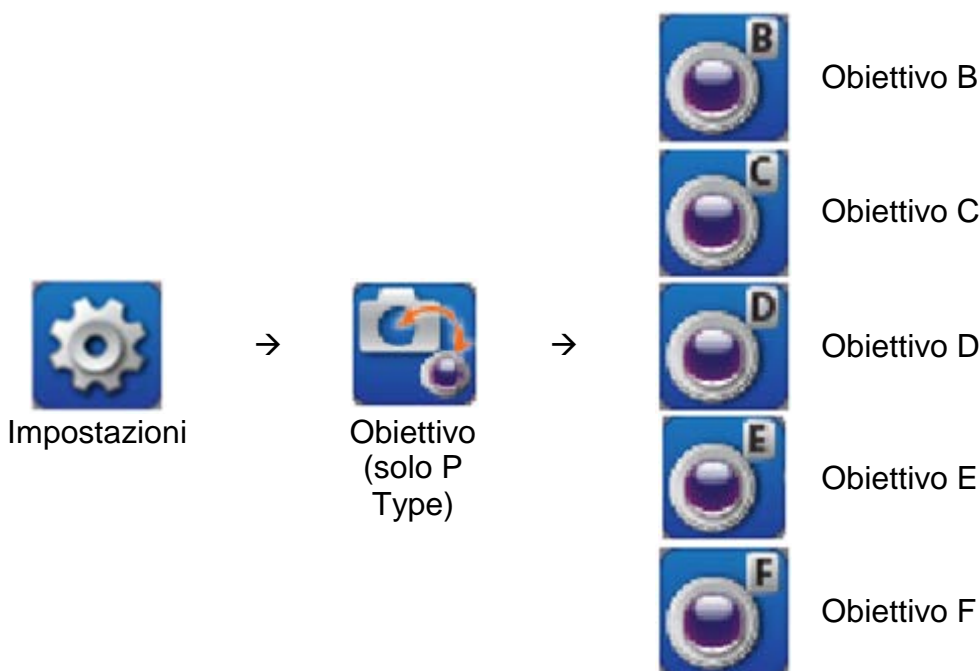 B
Obiettivo B
C
Obiettivo C
D
Obiettivo D
→
→
Impostazioni
Obiettivo
(solo P
Type)
E
Obiettivo E
F
Obiettivo F